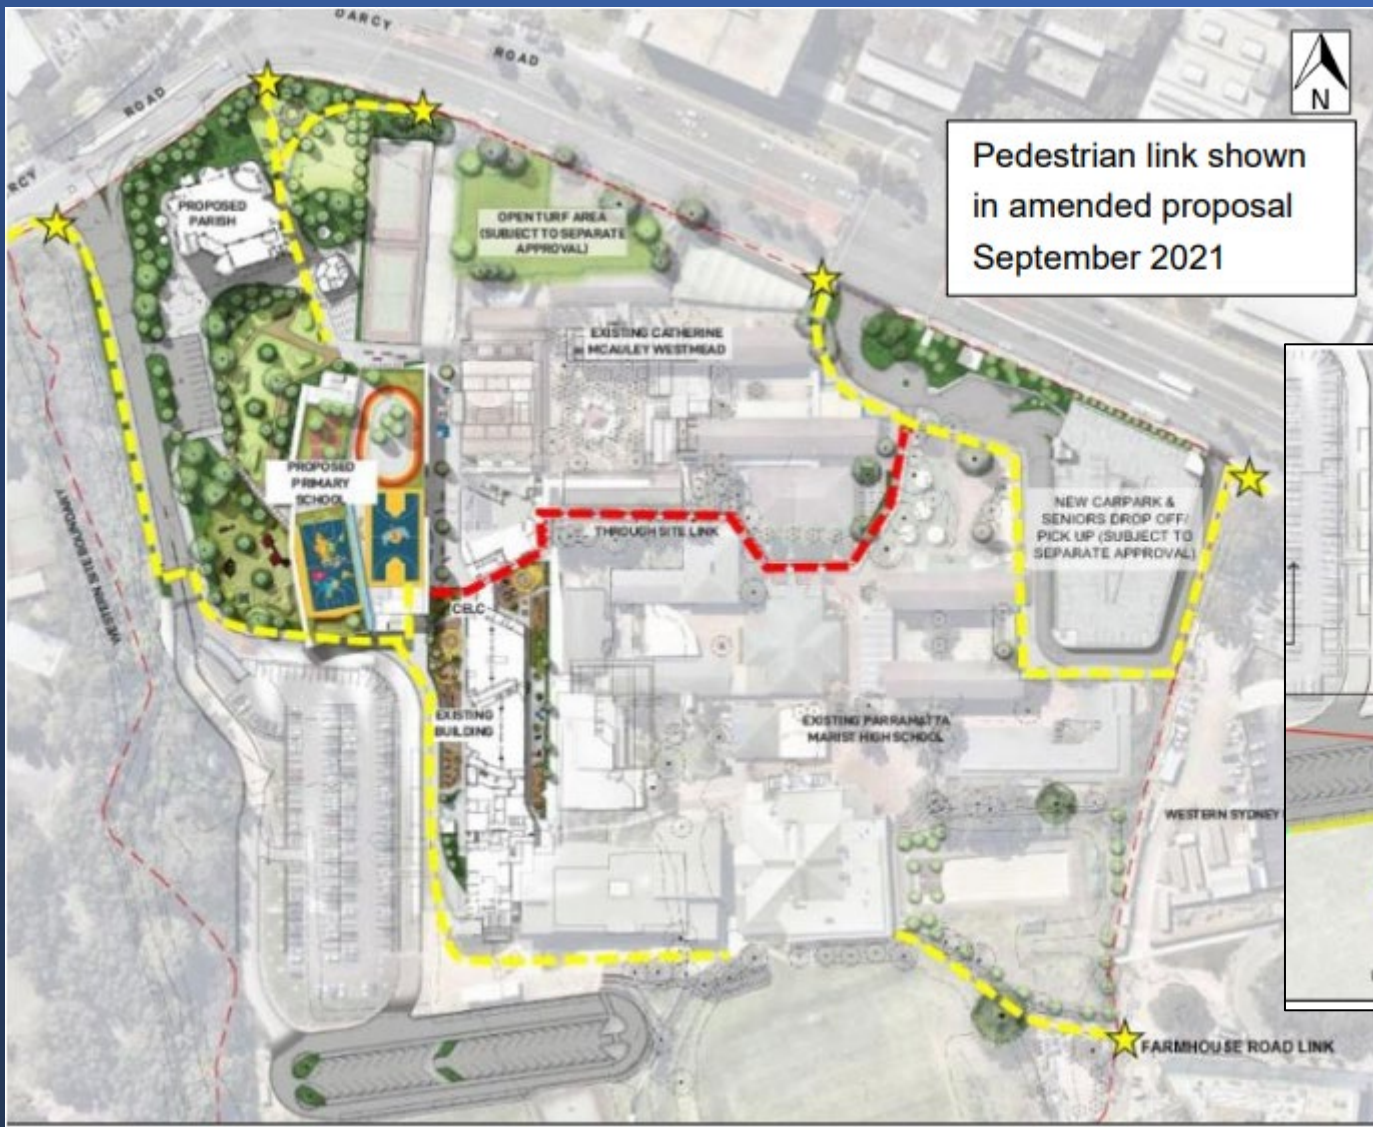 DARCY
ROAD
ROAD
N
Pedestrian link shown
in amended proposal
September 2021
PROPOSED
PARISH
OPEN TURF AREA
(SUBJECT TO SEPARATE
APPROVAL)
EXISTING CATHERINE
MCAULEY WESTMEAD
PROPOSED
PRIMARY
SCHOOL
NEW CARPARK &
SENIORS DROP OFF/
PICK UP (SUBJECT TO
SEPARATE APPROVAL)
THROUGH SITE LINK
WESTERN SITE BOUNDARY
CELC
EXISTING
BUILDING
EXISTING PARRAMATTA
MARIST HIGH SCHOOL
WESTERN SYDNEY
FARMHOUSE ROAD LINK